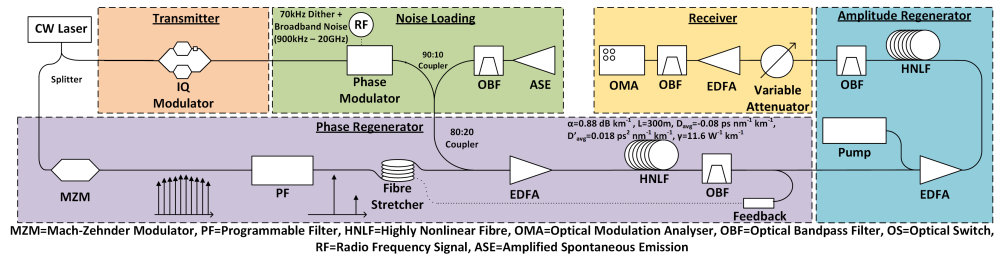 CW Laser
Splitter
Transmitter
IQ
Modulator
Noise Loading
70kHz Dither +
Broadband Noise
(900kHz – 20GHz)
RF
Phase
Modulator
90:10
Coupler
OBF
ASE
Receiver
OMA
OBF
EDFA
Variable
Attenuator
Amplitude Regenerator
OBF
HNLF
Pump
EDFA
Phase Regenerator
80:20
Coupler
α=0.88 dB km⁻¹, L=300m, Davg=-0.08 ps nm⁻¹ km⁻¹,
D'avg=0.018 ps² nm⁻¹ km⁻¹, γ=11.6 W⁻¹ km⁻¹
MZM
PF
Fibre
Stretcher
EDFA
HNLF
OBF
Feedback
MZM=Mach-Zehnder Modulator, PF=Programmable Filter, HNLF=Highly Nonlinear Fibre, OMA=Optical Modulation Analyser, OBF=Optical Bandpass Filter, OS=Optical Switch,
RF=Radio Frequency Signal, ASE=Amplified Spontaneous Emission